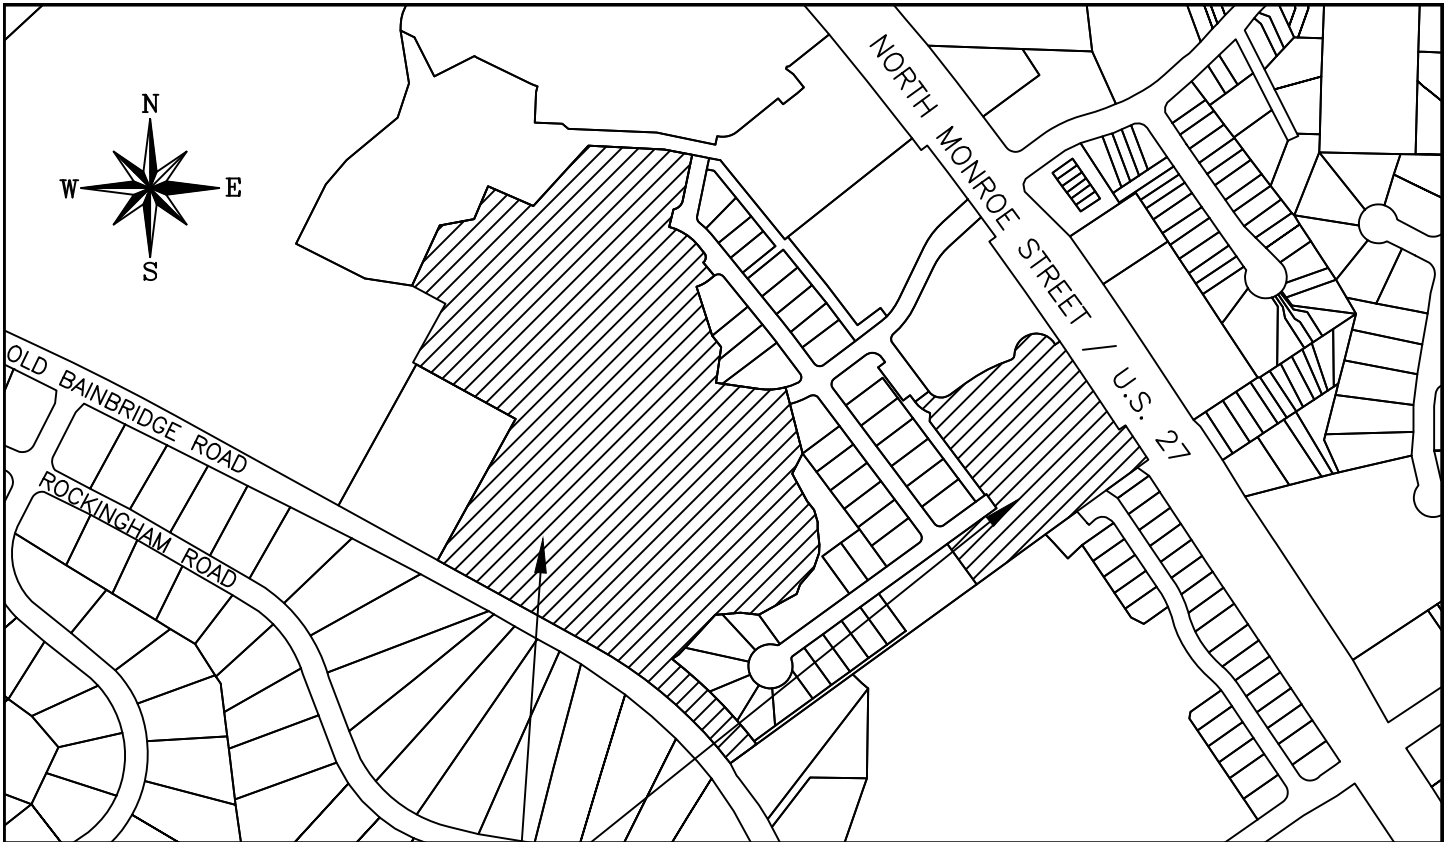 N
W E
S
NORTH MONROE STREET / U.S. 27
OLD BAINBRIDGE ROAD
ROCKINGHAM ROAD